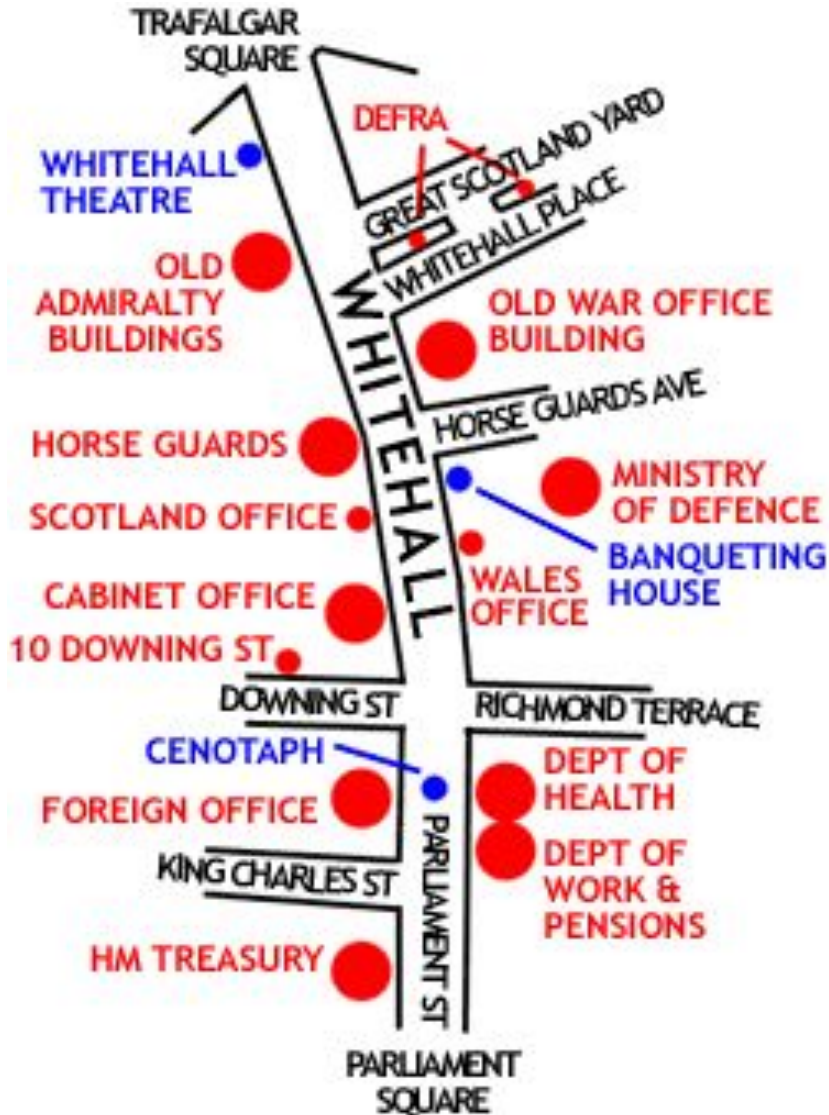 TRAFALGAR
SQUARE
DEFRA
GREAT SCOTLAND YARD
WHITEHALL
THEATRE
WHITEHALL PLACE
OLD
ADMIRALTY
BUILDINGS
WHITEHALL
OLD WAR OFFICE
BUILDING
HORSE GUARDS AVE
HORSE GUARDS
MINISTRY
OF DEFENCE
SCOTLAND OFFICE
BANQUETING
HOUSE
WALES
OFFICE
CABINET OFFICE
10 DOWNING ST
DOWNING ST
RICHMOND TERRACE
CENOTAPH
DEPT OF
HEALTH
FOREIGN OFFICE
PARLIAMENT ST
KING CHARLES ST
DEPT OF
WORK &
PENSIONS
HM TREASURY
PARLIAMENT
SQUARE